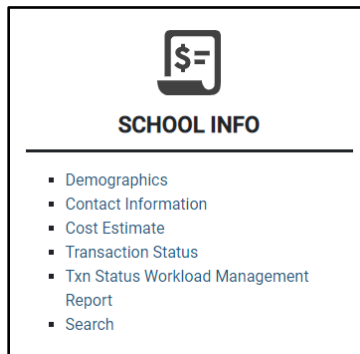 SCHOOL INFO
Demographics
Contact Information
Cost Estimate
Transaction Status
Txn Status Workload Management
Report
Search